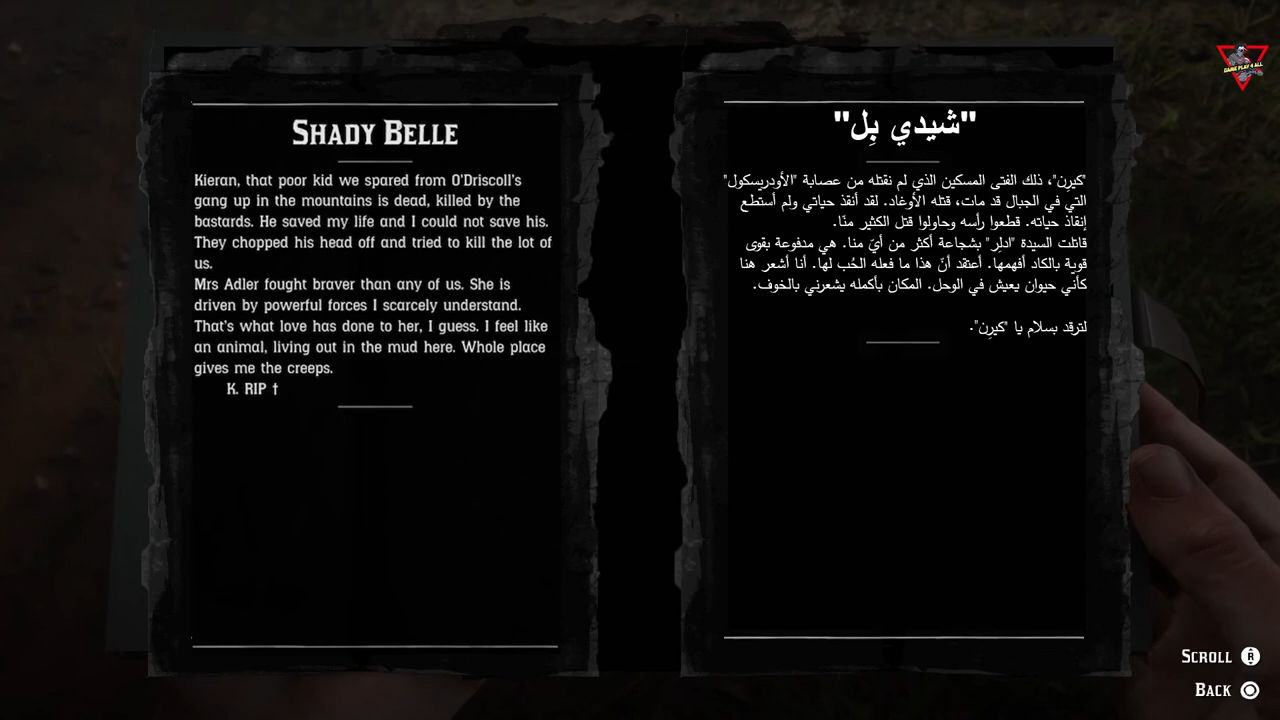 SHADY BELLE
Kieran, that poor kid we spared from O'Driscoll's
gang up in the mountains is dead, killed by the
bastards. He saved my life and I could not save his.
They chopped his head off and tried to kill the lot of
us.
Mrs Adler fought braver than any of us. She is
driven by powerful forces I scarcely understand.
That's what love has done to her, I guess. I feel like
an animal, living out in the mud here. Whole place
gives me the creeps.
K. RIP †
"شيدي بِل"
"كيرِن"، ذلك الفتى المسكين الذي لم نقتله من عصابة "الأودريسكول"
التي في الجبال قد مات، قتله الأوغاد. لقد أنقذ حياتي ولم أستطع
إنقاذ حياته. قطعوا رأسه وحاولوا قتل الكثير منّا.
قاتلت السيدة "ادلر" بشجاعة أكثر من أيّ منا. هي مدفوعة بقوى
قوية بالكاد أفهمها. أعتقد أنّ هذا ما فعله الحُب لها. أنا أشعر هنا
كأنّي حيوان يعيش في الوحل. المكان بأكمله يشعرني بالخوف.
لترقد بسلام يا "كيرِن".
GAME PLAY 4 ALL
SCROLL R
BACK